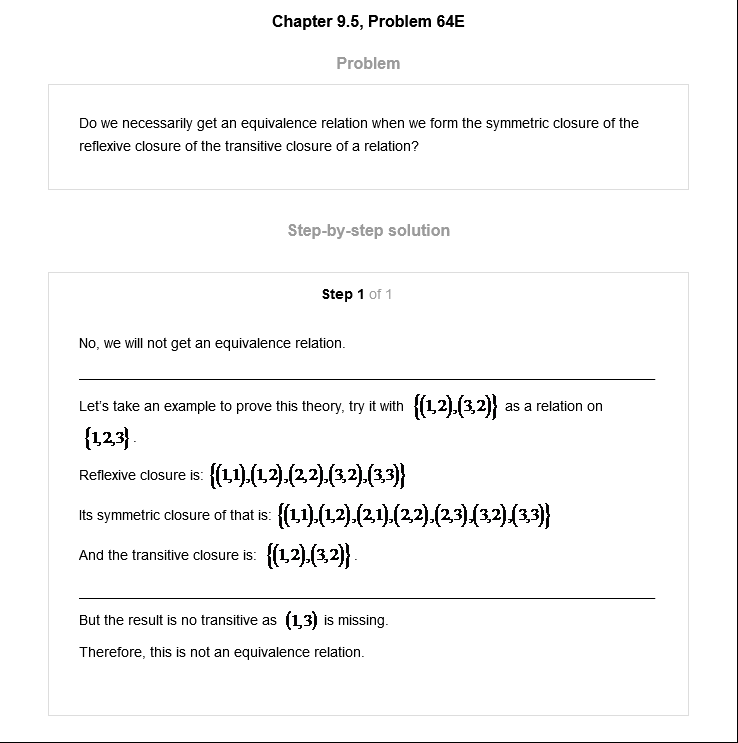 Chapter 9.5, Problem 64E
Problem
Do we necessarily get an equivalence relation when we form the symmetric closure of the
reflexive closure of the transitive closure of a relation?
Step-by-step solution
Step 1 of 1
No, we will not get an equivalence relation.
Let's take an example to prove this theory, try it with {(1,2),(3,2)} as a relation on
{1,2,3}.
Reflexive closure is: {(1,1),(1,2),(2,2),(3,2),(3,3)}
Its symmetric closure of that is: {(1,1),(1,2),(2,1),(2,2),(2,3),(3,2),(3,3)}
And the transitive closure is: {(1,2),(3,2)}.
But the result is no transitive as (1,3) is missing.
Therefore, this is not an equivalence relation.